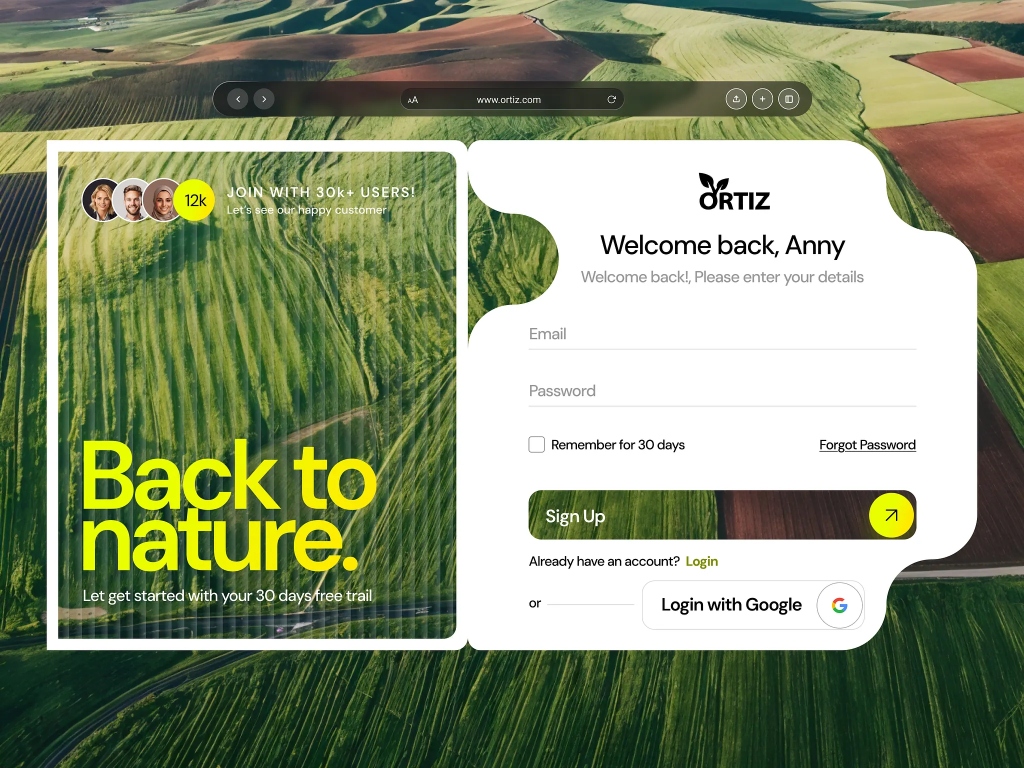 AA www.ortiz.com
JOIN WITH 30k+ USERS!
Let's see our happy customer
12k
Back to
nature.
Let get started with your 30 days free trail
ORTIZ
Welcome back, Anny
Welcome back!, Please enter your details
Email
Password
Remember for 30 days Forgot Password
Sign Up
Already have an account? Login
or Login with Google G